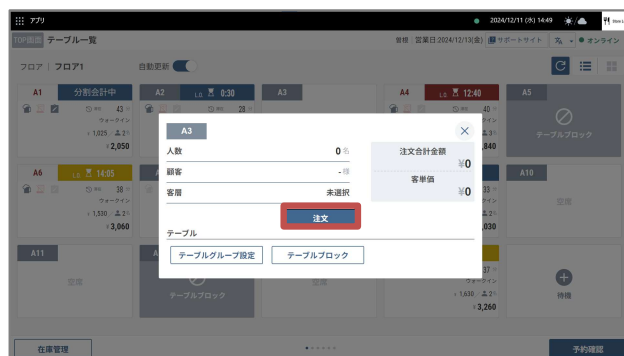 アプリ
2024/12/11 (水) 14:49
TOP画面 テーブル一覧
営業日:2024/12/13(金) サポートサイト オンライン
フロア フロア1 自動更新
A1 分割会計中
43
ウォークイン
1,025 2
2,050
A2 L.O. 0:30
28
A3
A4 L.O. 12:40
40
,840
A5
テーブルブロック
A3
人数 0 名
顧客 - 様
客層 未選択
注文合計金額
¥0
客単価
¥0
注文
テーブル
テーブルグループ設定 テーブルブロック
A6 L.O. 14:05
38
ウォークイン
1,530 2
3,060
33
,030
A10
空席
A11
空席
テーブルブロック
空席
37
ウォークイン
1,630 2
3,260
待機
在庫管理
予約確認